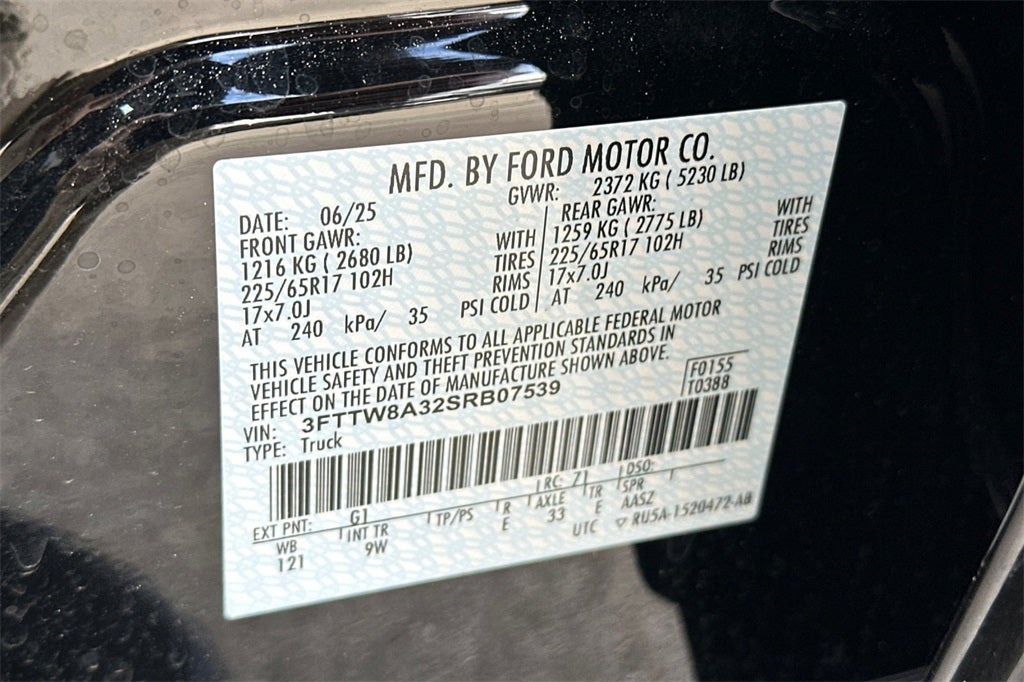 MFD. BY FORD MOTOR CO.
DATE: 06/25 GVWR: 2372 KG ( 5230 LB)
FRONT GAWR: REAR GAWR:
1216 KG ( 2680 LB) WITH 1259 KG ( 2775 LB) WITH
225/65R17 102H TIRES 225/65R17 102H TIRES
17x7.0J RIMS 17x7.0J RIMS
AT 240 kPa/ 35 PSI COLD AT 240 kPa/ 35 PSI COLD
THIS VEHICLE CONFORMS TO ALL APPLICABLE FEDERAL MOTOR
VEHICLE SAFETY AND THEFT PREVENTION STANDARDS IN
EFFECT ON THE DATE OF MANUFACTURE SHOWN ABOVE.
F0155
VIN: 3FTTW8A32SRB07539 T0388
TYPE: Truck
EXT PNT: G1 RC: 71 DSO:
WB INT TR TP/PS R AXLE TR SPR
121 9W E 33 E AASZ
UTC ▽ RU5A-1520472-AB